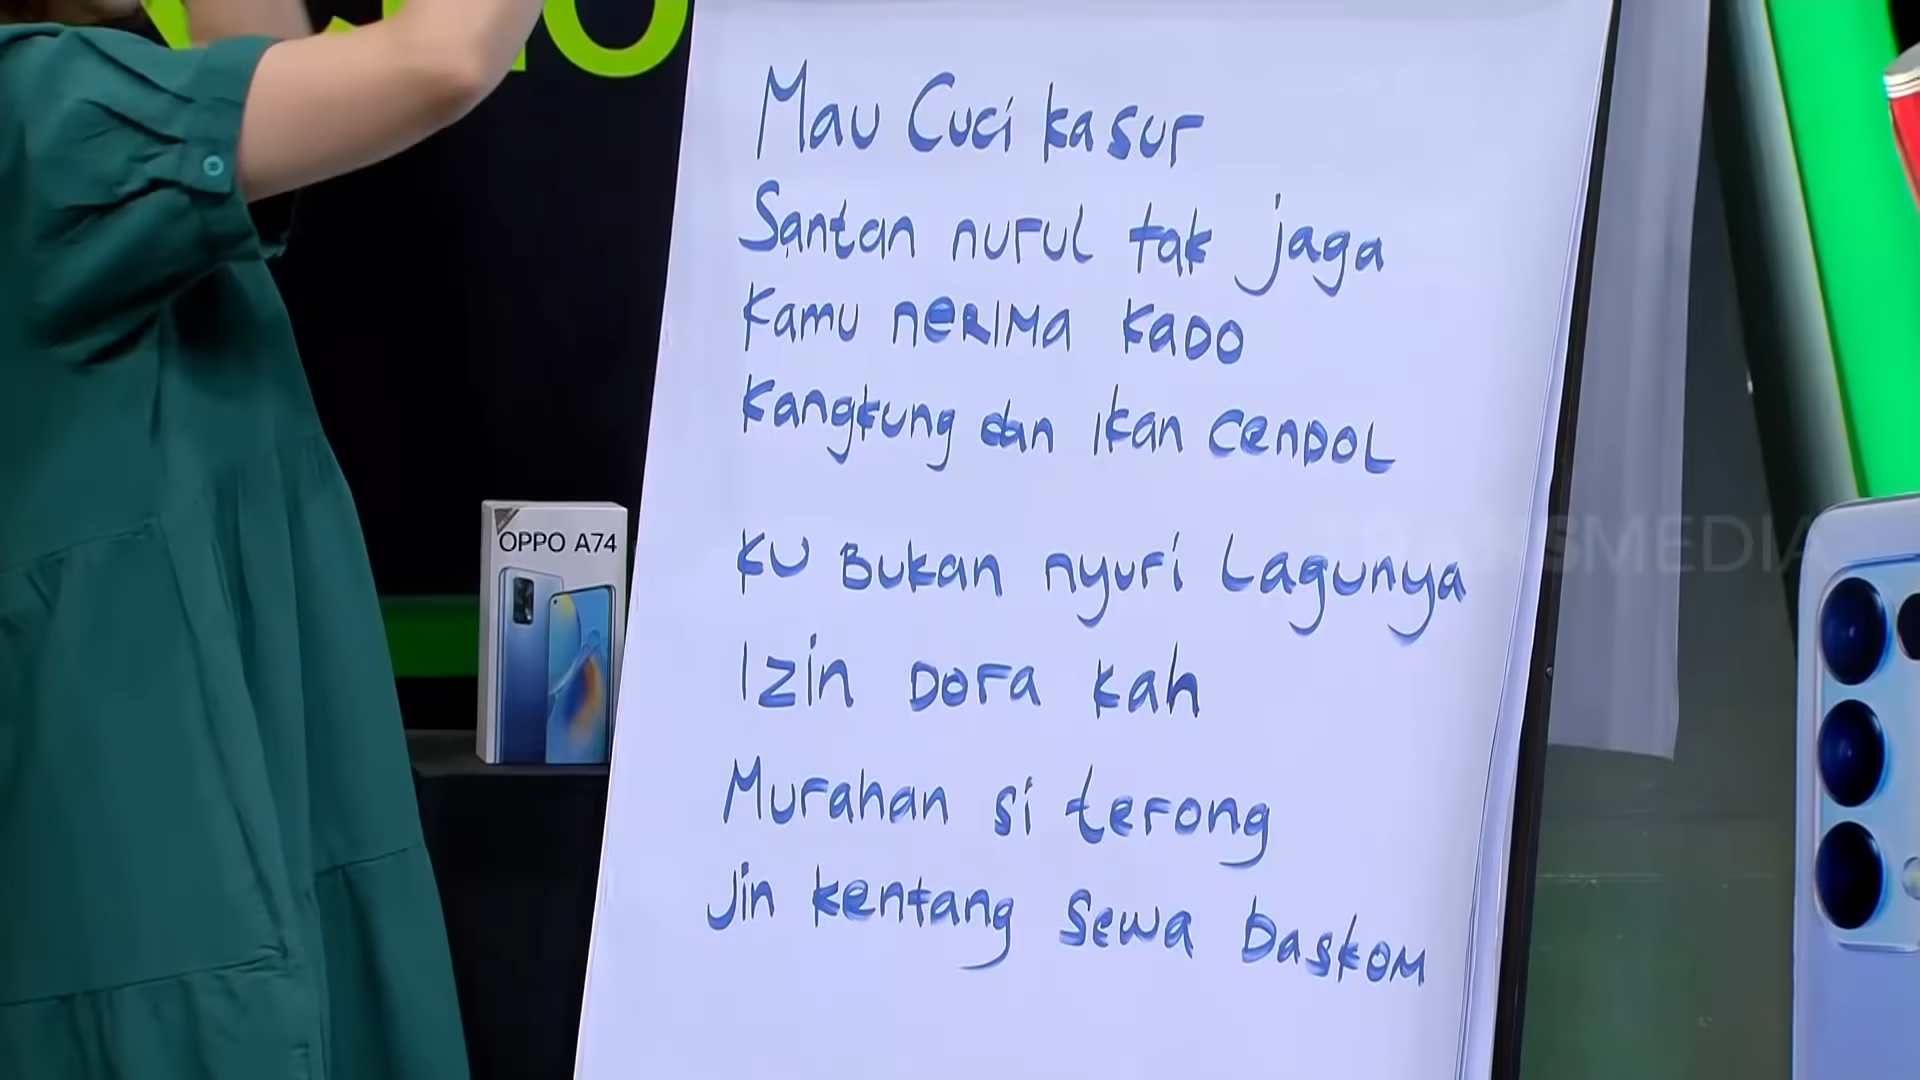 Mau Cuci kasur
Santan nurul tak jaga
Kamu neRIMa KaDO
Kangkung dan Ikan CenDOL
KU BUKan nyuri Lagunya
Izin DOra Kah
Murahan si terong
Jin kentang Sewa baskom
OPPO A74
TRANSMEDIA